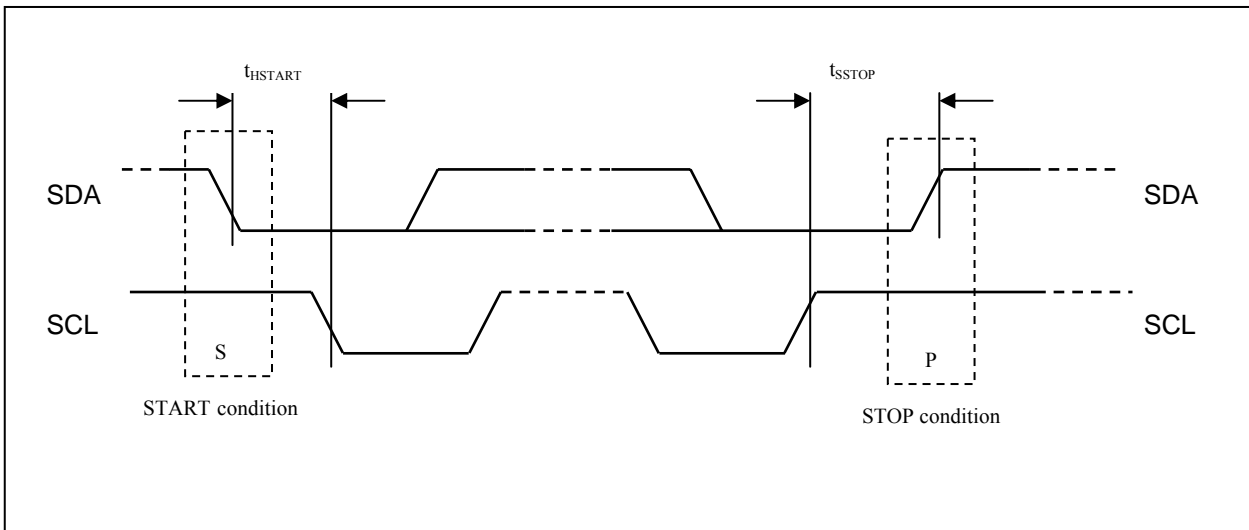 tHSTART
tSSTOP
SDA
SDA
SCL
SCL
S
P
START condition
STOP condition